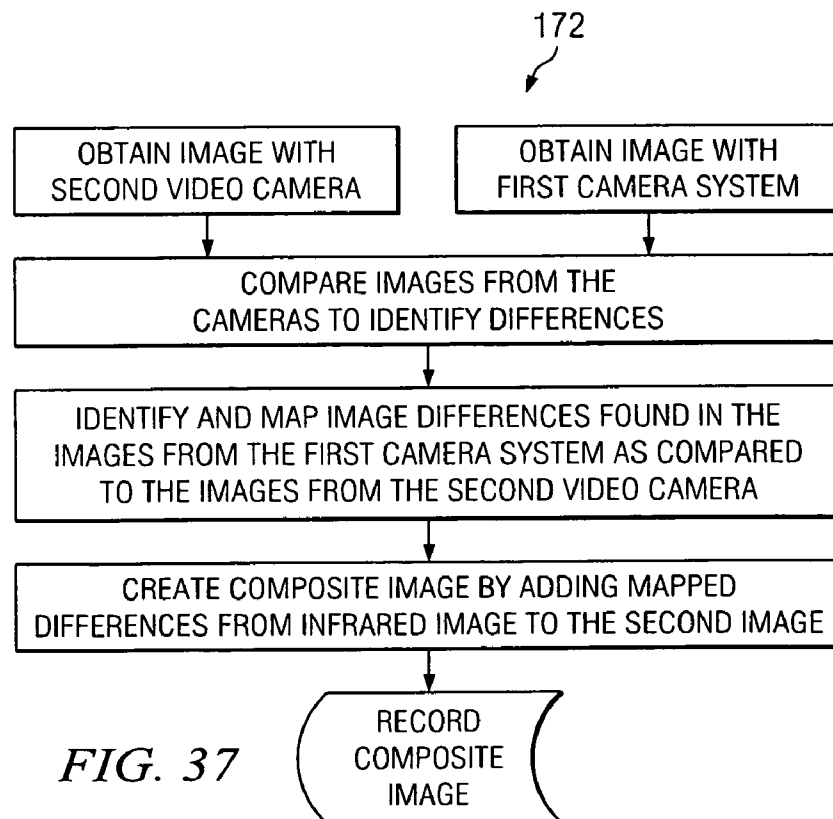 172
OBTAIN IMAGE WITH
SECOND VIDEO CAMERA
OBTAIN IMAGE WITH
FIRST CAMERA SYSTEM
COMPARE IMAGES FROM THE
CAMERAS TO IDENTIFY DIFFERENCES
IDENTIFY AND MAP IMAGE DIFFERENCES FOUND IN THE
IMAGES FROM THE FIRST CAMERA SYSTEM AS COMPARED
TO THE IMAGES FROM THE SECOND VIDEO CAMERA
CREATE COMPOSITE IMAGE BY ADDING MAPPED
DIFFERENCES FROM INFRARED IMAGE TO THE SECOND IMAGE
RECORD
COMPOSITE
IMAGE
FIG. 37